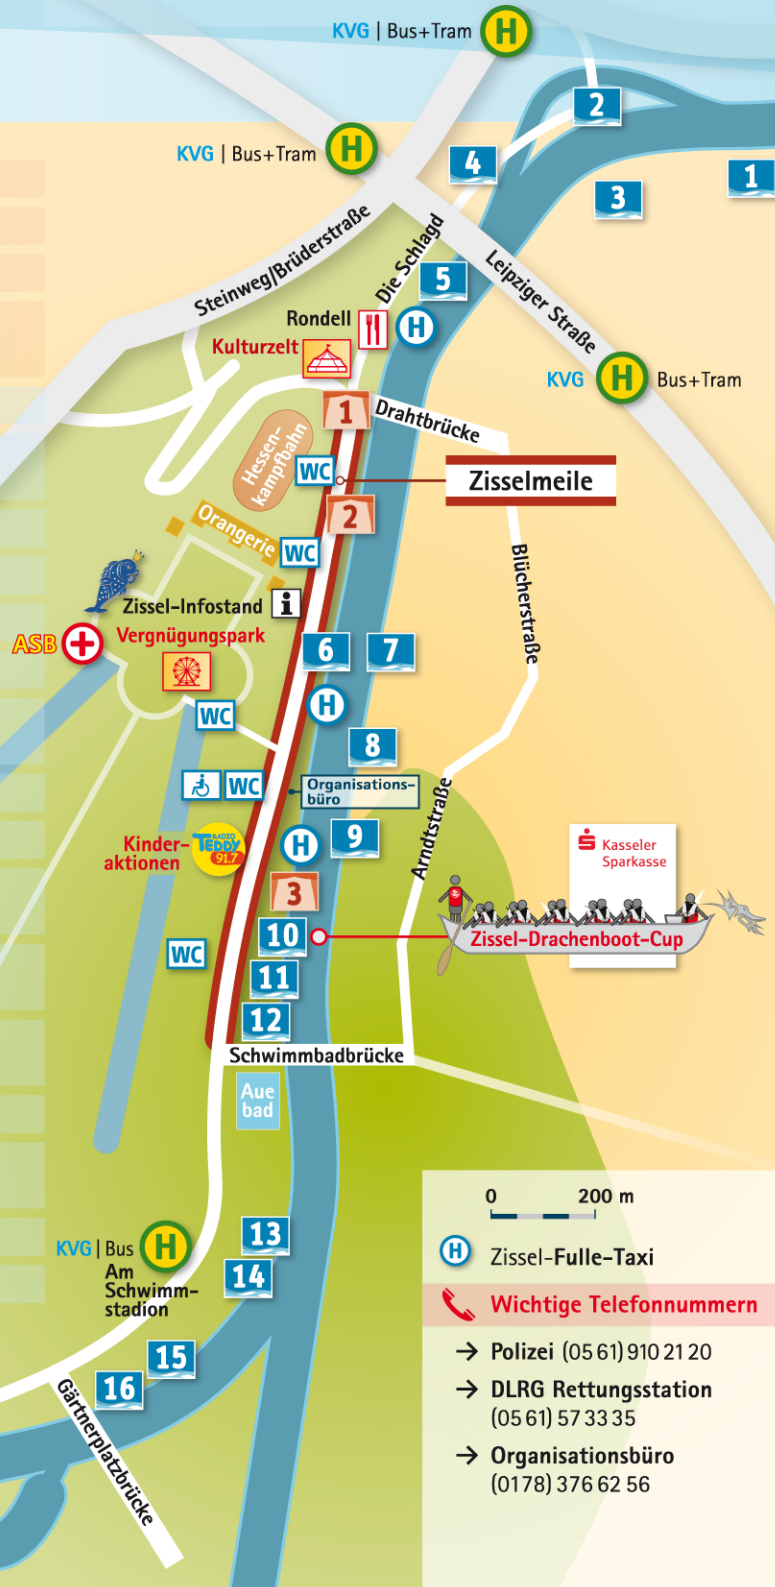 KVG | Bus+Tram
H
2
KVG | Bus+Tram
H
4
1
3
Steinweg/Brüderstraße
Die Schlagd
5
Leipziger Straße
Rondell
H
Kulturzelt
KVG
H
Bus+Tram
1
Drahtbrücke
Hessen-
kampfbahn
WC
Zisselmeile
2
Orangerie
WC
Blücherstraße
Zissel-Infostand
i
ASB
Vergnügungspark
6
7
H
WC
8
WC
Organisations-
büro
Arndtstraße
Kinder-
aktionen
RADIO
TEDDY
91.7
H
9
Kasseler
Sparkasse
3
10
Zissel-Drachenboot-Cup
WC
11
12
Schwimmbadbrücke
Aue
bad
0 200 m
13
KVG | Bus
H
Am
Schwimm-
stadion
14
H
Zissel-Fulle-Taxi
Wichtige Telefonnummern
15
→ Polizei (05 61) 910 21 20
16
→ DLRG Rettungsstation
(05 61) 57 33 35
Gärtnerplatzbrücke
→ Organisationsbüro
(01 78) 376 62 56